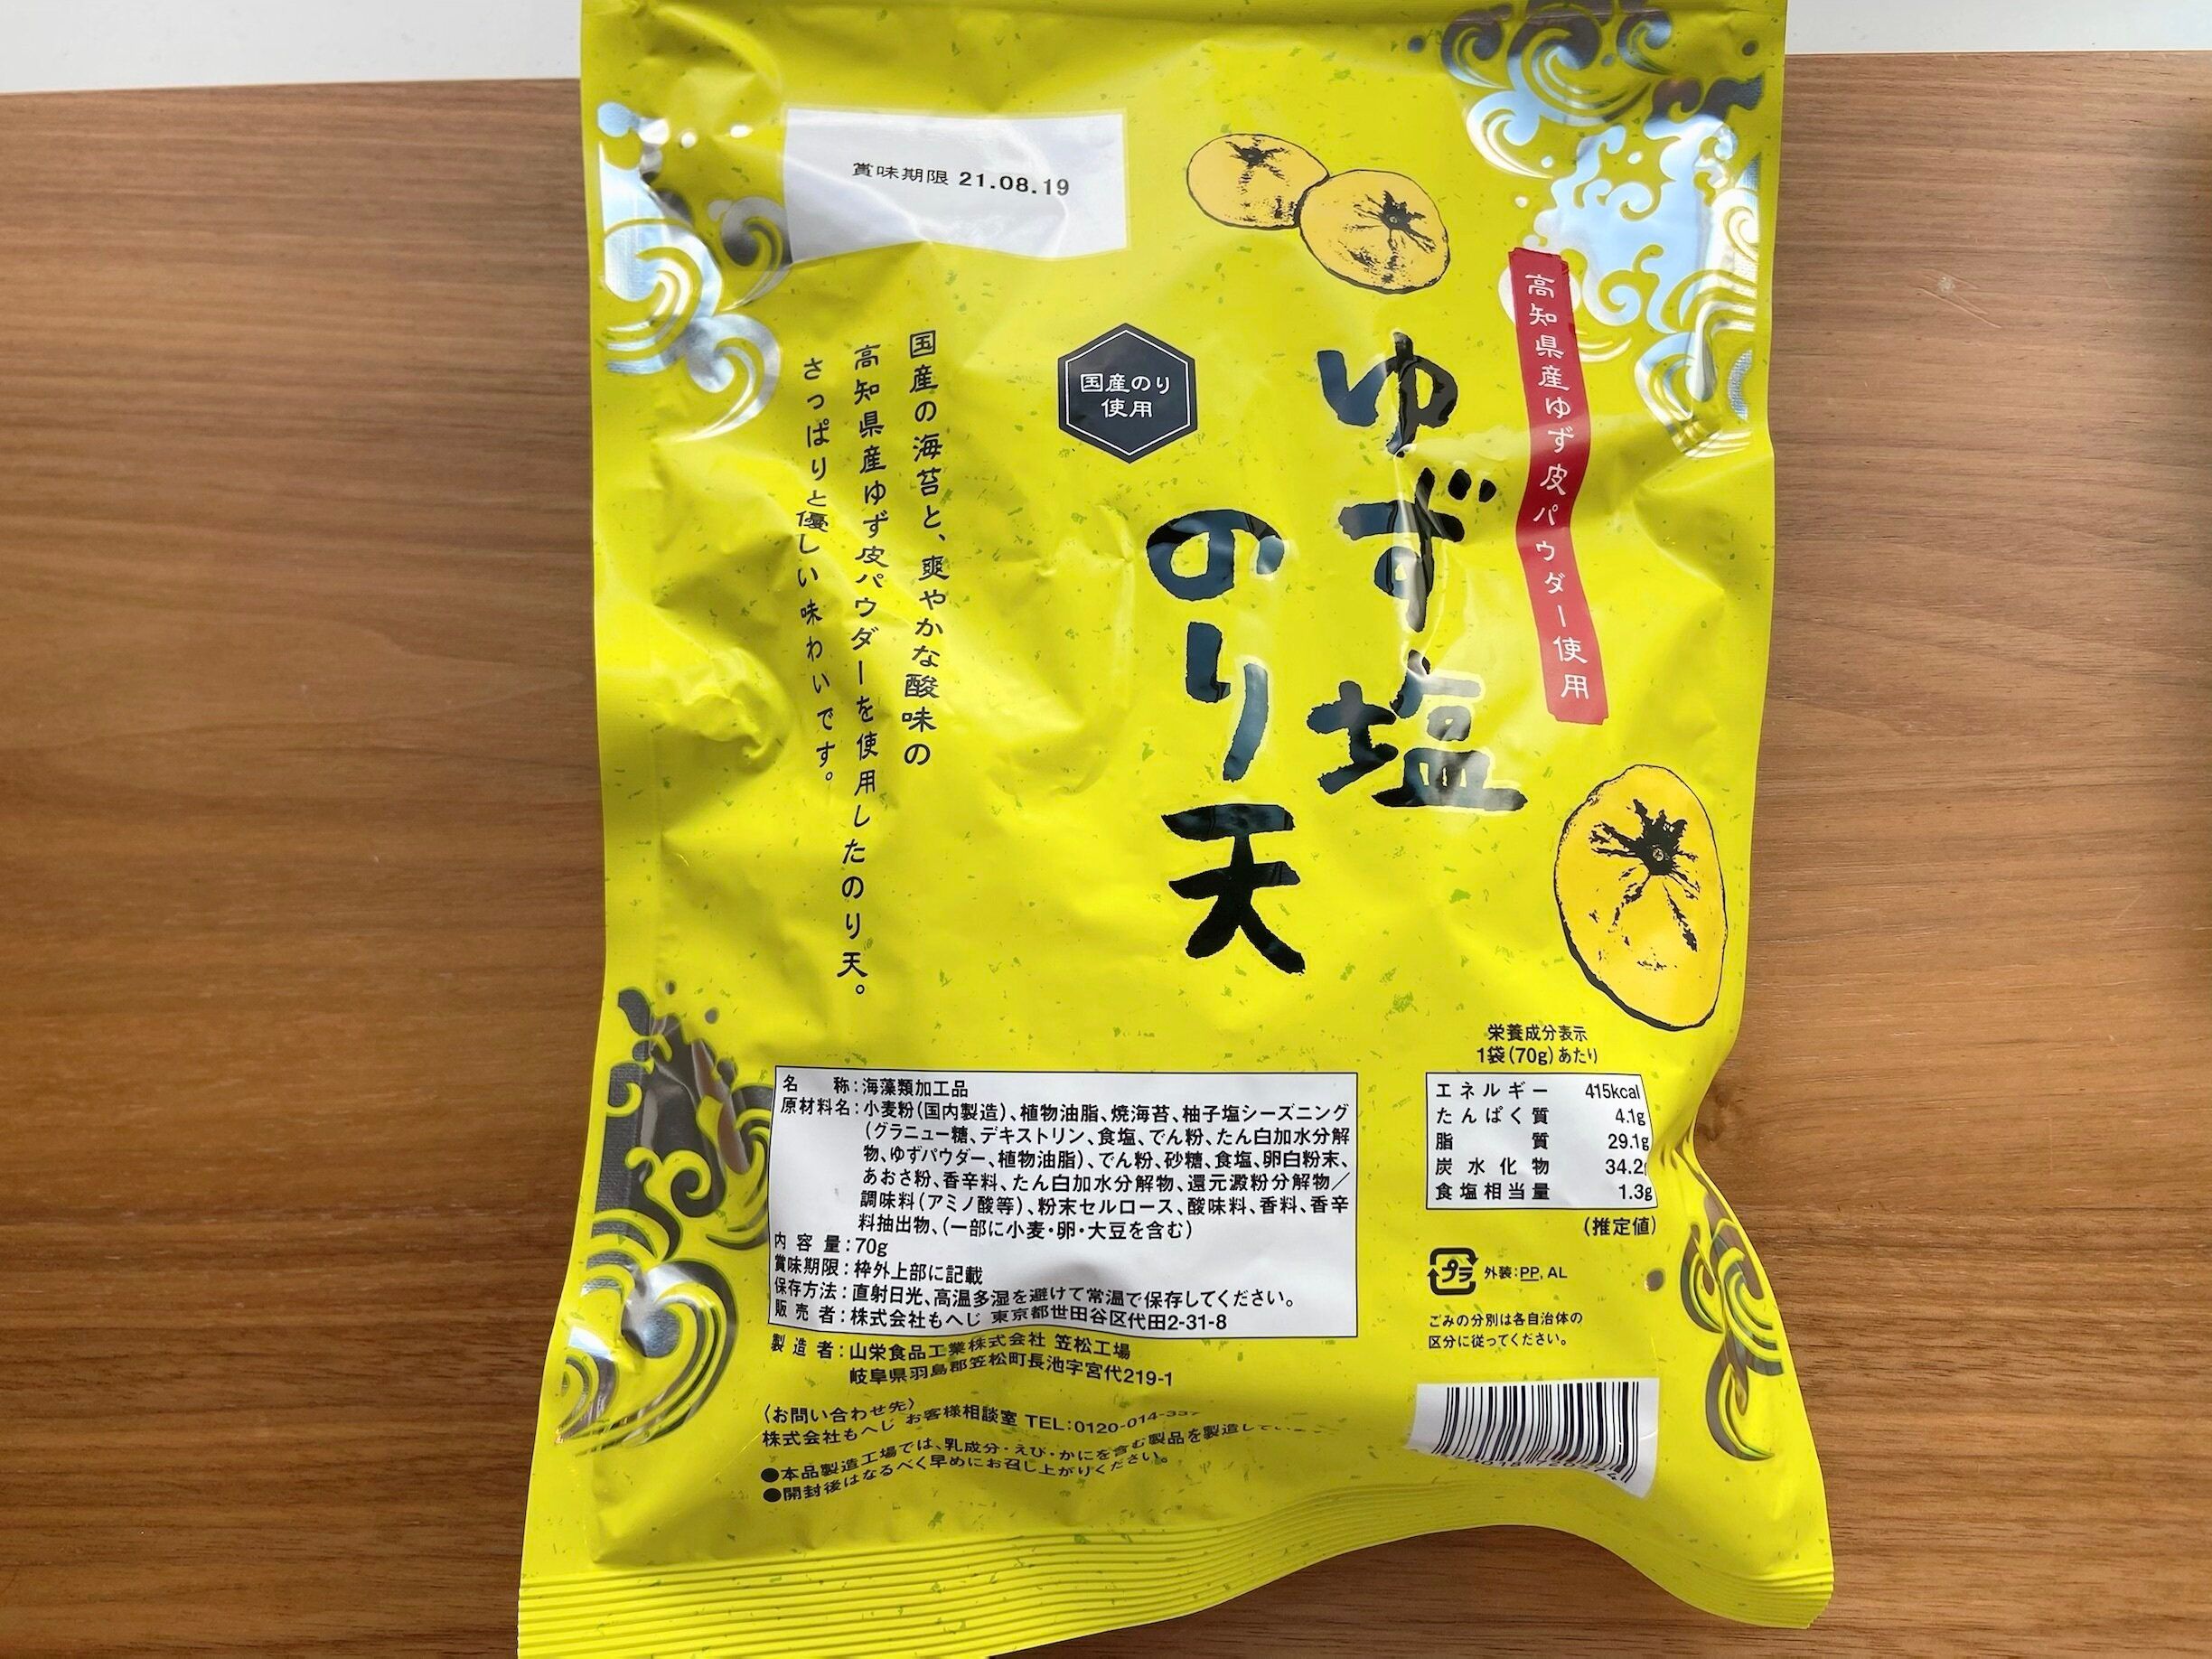 賞味期限 21.08.19
高知県産ゆず皮パウダー使用
ゆず塩
のり天
国産のり
使用
国産の海苔と、爽やかな酸味の
高知県産ゆず皮パウダーを使用したのり天。
さっぱりと優しい味わいです。
名 称:海藻類加工品
原材料名:小麦粉(国内製造)、植物油脂、焼海苔、柚子塩シーズニング
(グラニュー糖、デキストリン、食塩、でん粉、たん白加水分解
物、ゆずパウダー、植物油脂)、でん粉、砂糖、食塩、卵白粉末、
あおさ粉、香辛料、たん白加水分解物、還元澱粉分解物/
調味料(アミノ酸等)、粉末セルロース、酸味料、香料、香辛
料抽出物、(一部に小麦・卵・大豆を含む)
内 容 量:70g
賞味期限:枠外上部に記載
保存方法:直射日光、高温多湿を避けて常温で保存してください。
販 売 者:株式会社もへじ 東京都世田谷区代田2-31-8
製 造 者:山栄食品工業株式会社 笠松工場
岐阜県羽島郡笠松町長池字宮代219-1
〈お問い合わせ先〉
株式会社もへじ お客様相談室 TEL:0120-014-
●本品製造工場では、乳成分・えび・かにを含む製品を製造して
●開封後はなるべく早めにお召し上がりください。
栄養成分表示
1袋(70g)あたり
エネルギー 415kcal
たんぱく質 4.1g
脂 質 29.1g
炭水化物 34.2
食塩相当量 1.3g
(推定値)
プラ 外装:PP, AL
ごみの分別は各自治体の
区分に従ってください。